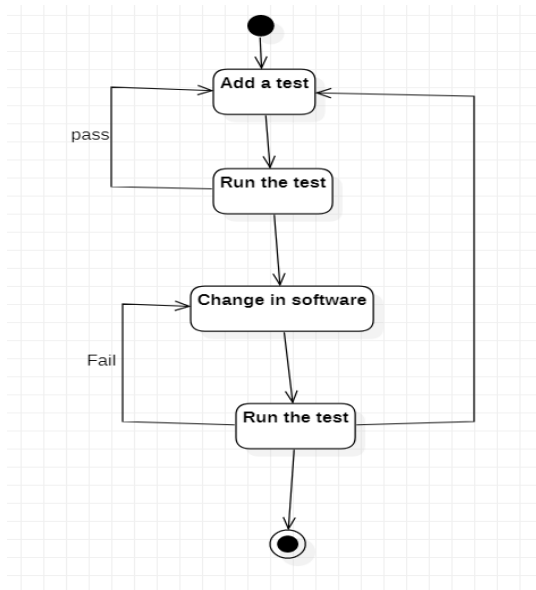 Add a test
pass
Run the test
Change in software
Fail
Run the test